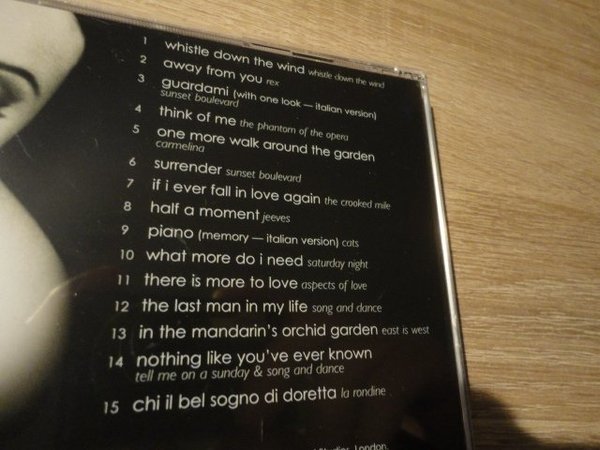 1 whistle down the wind whistle down the wind
2 away from you rex
3 guardami (with one look — italian version)
sunset boulevard
4 think of me the phantom of the opera
5 one more walk around the garden
carmelina
6 surrender sunset boulevard
7 if i ever fall in love again the crooked mile
8 half a moment jeeves
9 piano (memory — italian version) cats
10 what more do i need saturday night
11 there is more to love aspects of love
12 the last man in my life song and dance
13 in the mandarin's orchid garden east is west
14 nothing like you've ever known
tell me on a sunday & song and dance
15 chi il bel sogno di doretta la rondine
London.